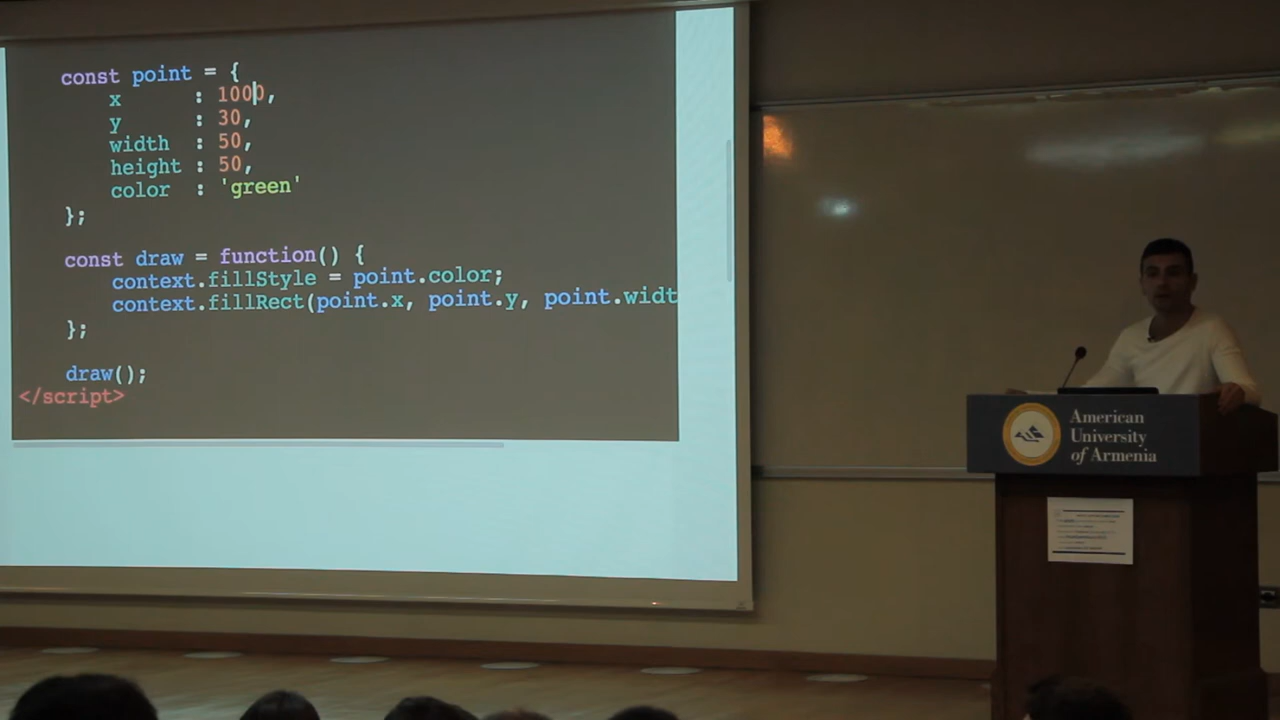 const point = {
x : 1000,
y : 30,
width : 50,
height : 50,
color : 'green'
};
const draw = function() {
context.fillStyle = point.color;
context.fillRect(point.x, point.y, point.widt
};
draw();
</script>
American
University
of Armenia